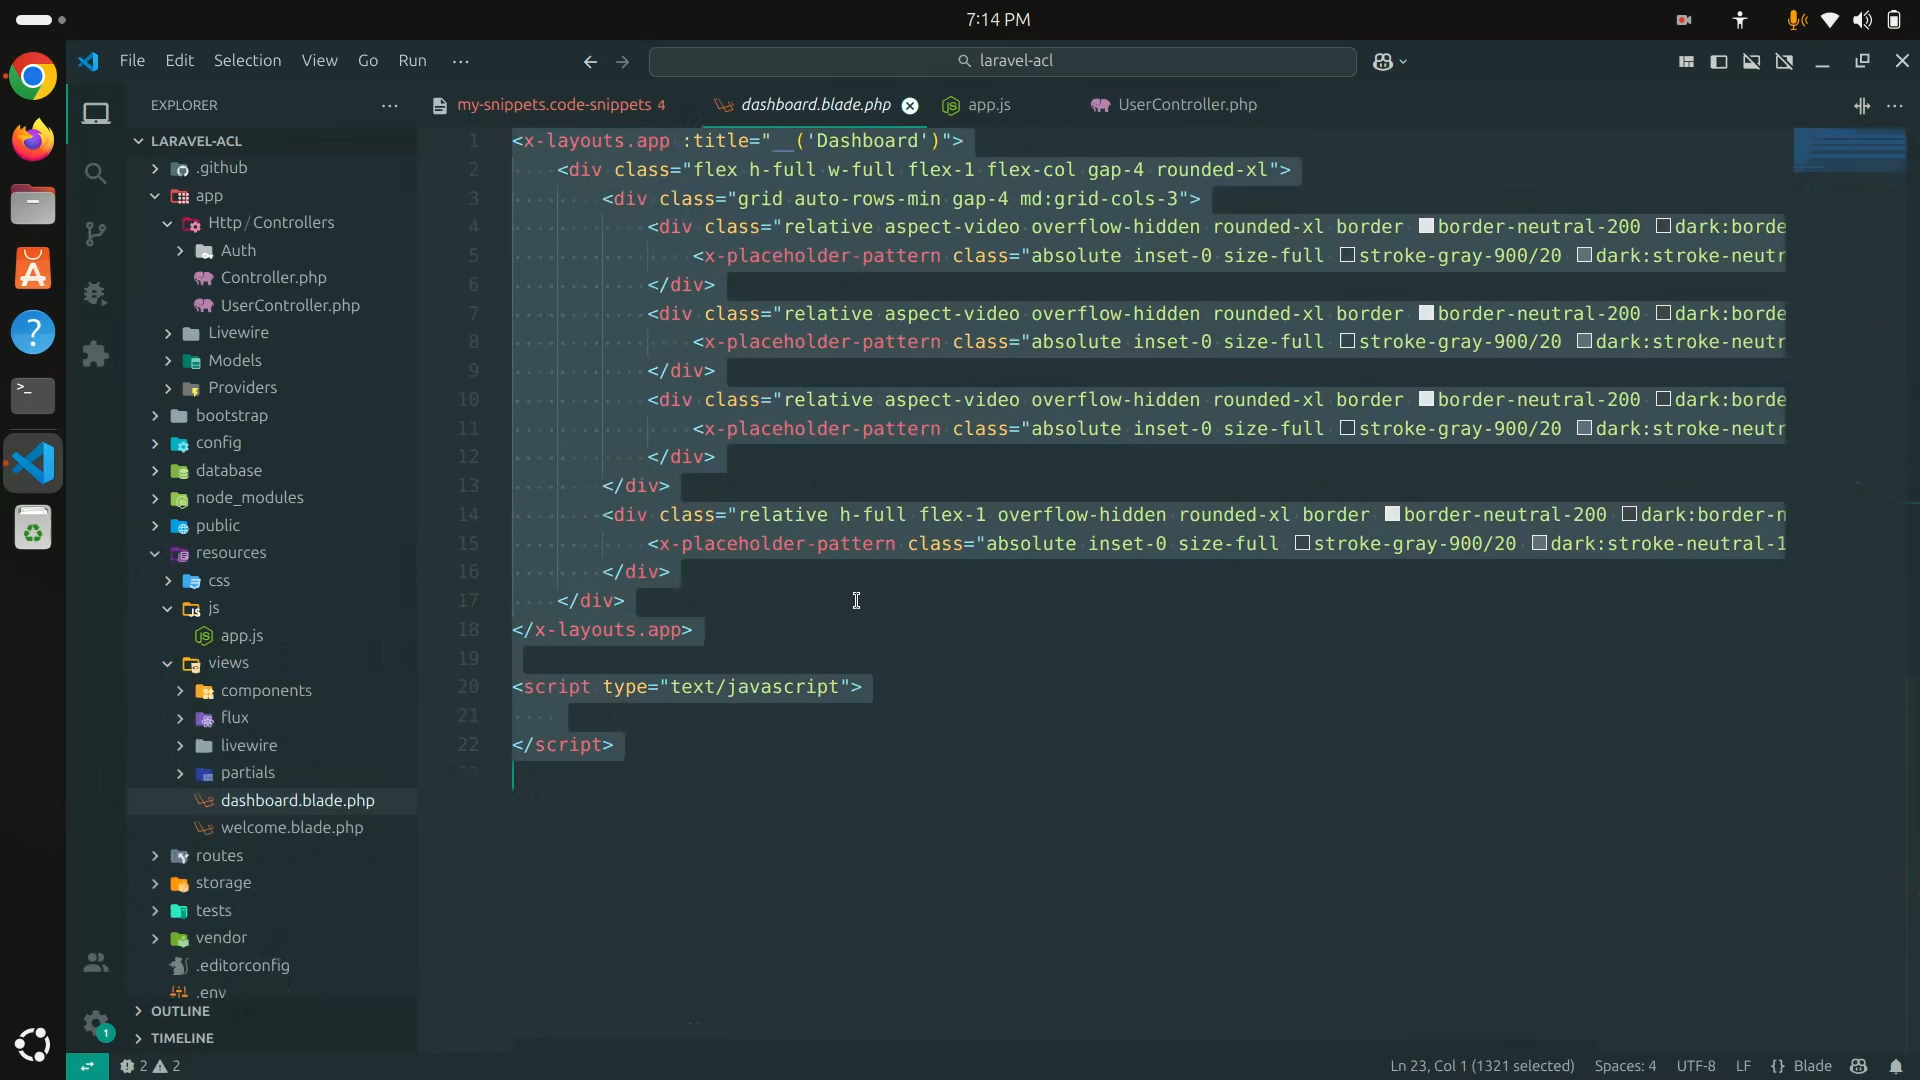 7:14 PM
File Edit Selection View Go Run ···
laravel-acl
EXPLORER
my-snippets.code-snippets 4
dashboard.blade.php
app.js
UserController.php
LARAVEL-ACL
.github
app
Http / Controllers
Auth
Controller.php
UserController.php
Livewire
Models
Providers
bootstrap
config
database
node_modules
public
resources
css
js
app.js
views
components
flux
livewire
partials
dashboard.blade.php
welcome.blade.php
routes
storage
tests
vendor
.editorconfig
.env
OUTLINE
TIMELINE
1 <x-layouts.app :title="__('Dashboard')">
2 <div class="flex h-full w-full flex-1 flex-col gap-4 rounded-xl">
3 <div class="grid auto-rows-min gap-4 md:grid-cols-3">
4 <div class="relative aspect-video overflow-hidden rounded-xl border border-neutral-200 dark:borde
5 <x-placeholder-pattern class="absolute inset-0 size-full stroke-gray-900/20 dark:stroke-neutr
6 </div>
7 <div class="relative aspect-video overflow-hidden rounded-xl border border-neutral-200 dark:borde
8 <x-placeholder-pattern class="absolute inset-0 size-full stroke-gray-900/20 dark:stroke-neutr
9 </div>
10 <div class="relative aspect-video overflow-hidden rounded-xl border border-neutral-200 dark:borde
11 <x-placeholder-pattern class="absolute inset-0 size-full stroke-gray-900/20 dark:stroke-neutr
12 </div>
13 </div>
14 <div class="relative h-full flex-1 overflow-hidden rounded-xl border border-neutral-200 dark:border-n
15 <x-placeholder-pattern class="absolute inset-0 size-full stroke-gray-900/20 dark:stroke-neutral-1
16 </div>
17 </div>
18 </x-layouts.app>
19
20 <script type="text/javascript">
21
22 </script>
23
1
2 2
Ln 23, Col 1 (1321 selected) Spaces: 4 UTF-8 LF {} Blade